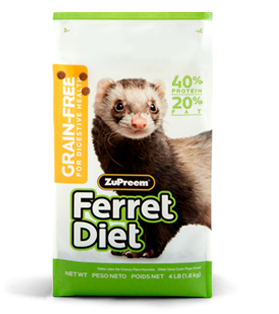 GRAIN-FREE
FOR DIGESTIVE HEALTH
40%
PROTEIN
20%
FAT
ZuPreem
Ferret
Diet
NET WT PESO NETO POIDS NET 4 LB (1.8 kg)